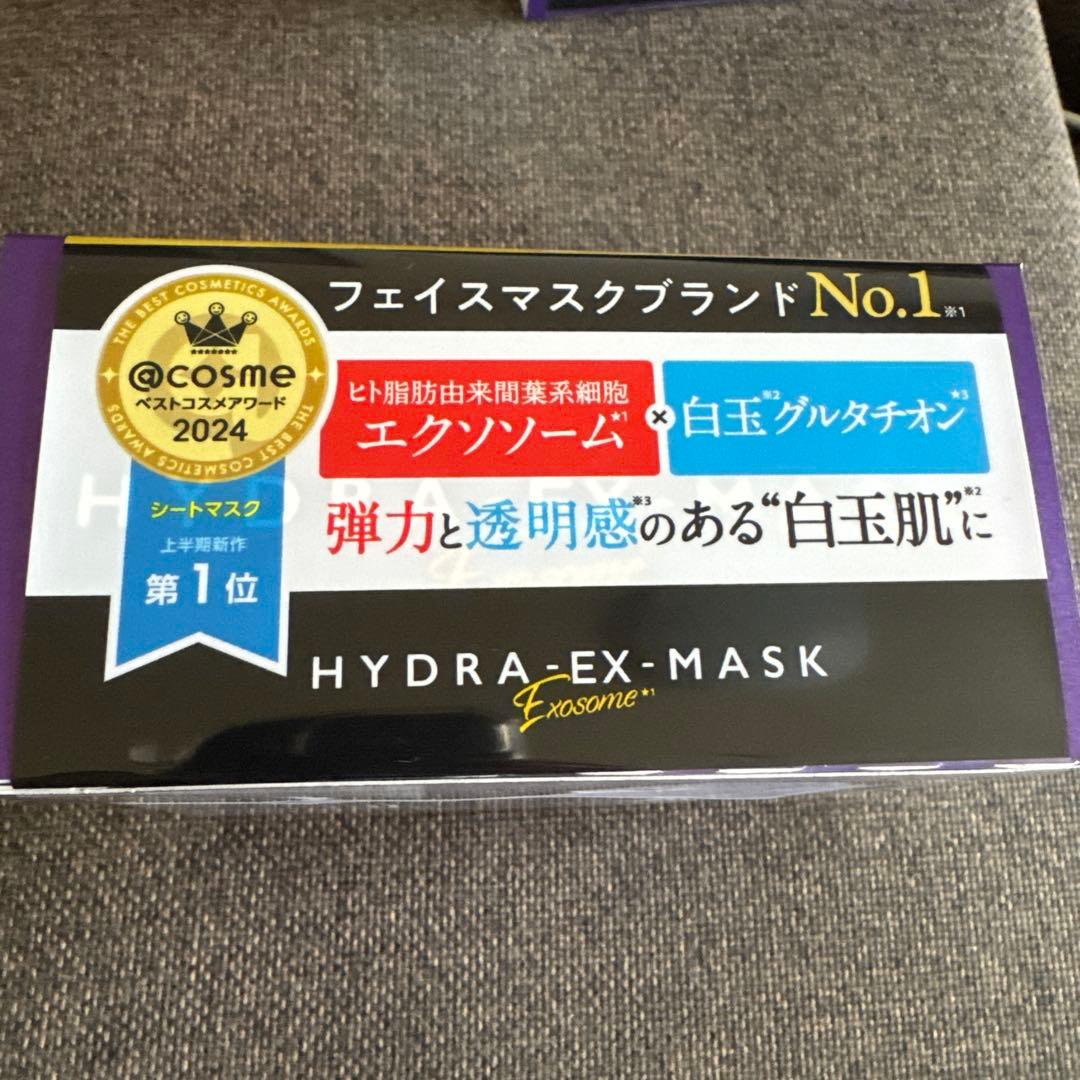 THE BEST COSMETICS AWARDS
@cosme
ベストコスメアワード
2024
THE BEST COSMETICS AWARDS
シートマスク
上半期新作
第1位
フェイスマスクブランドNo.1※1
ヒト脂肪由来間葉系細胞
エクソソーム★1
×
白玉※2グルタチオン★3
弾力と透明感※3のある“白玉肌”※2に
HYDRA-EX-MASK
Exosome★1
HYDRA-EX-MASK